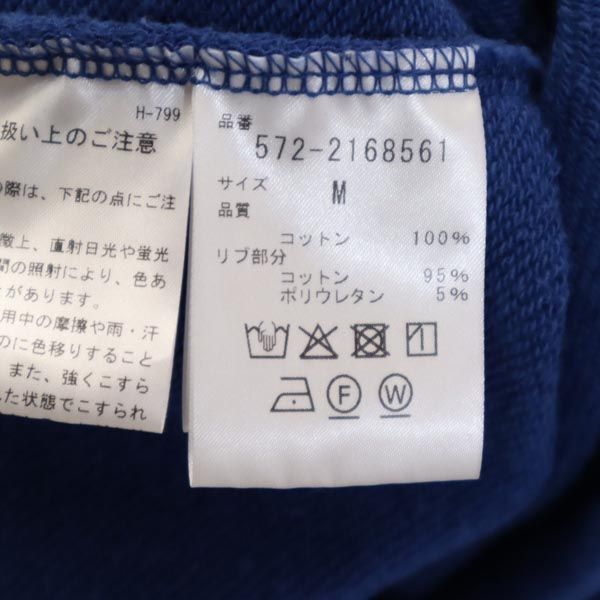 H-799
扱い上のご注意
の際は、下記の点にご注
徴上、直射日光や蛍光
間の照射により、色あ
とがあります。
用中の摩擦や雨・汗
のに色移りすること
また、強くこすら
た状態でこすられ
品番
572-2168561
サイズ M
品質
コットン 100%
リブ部分
コットン 95%
ポリウレタン 5%
F W